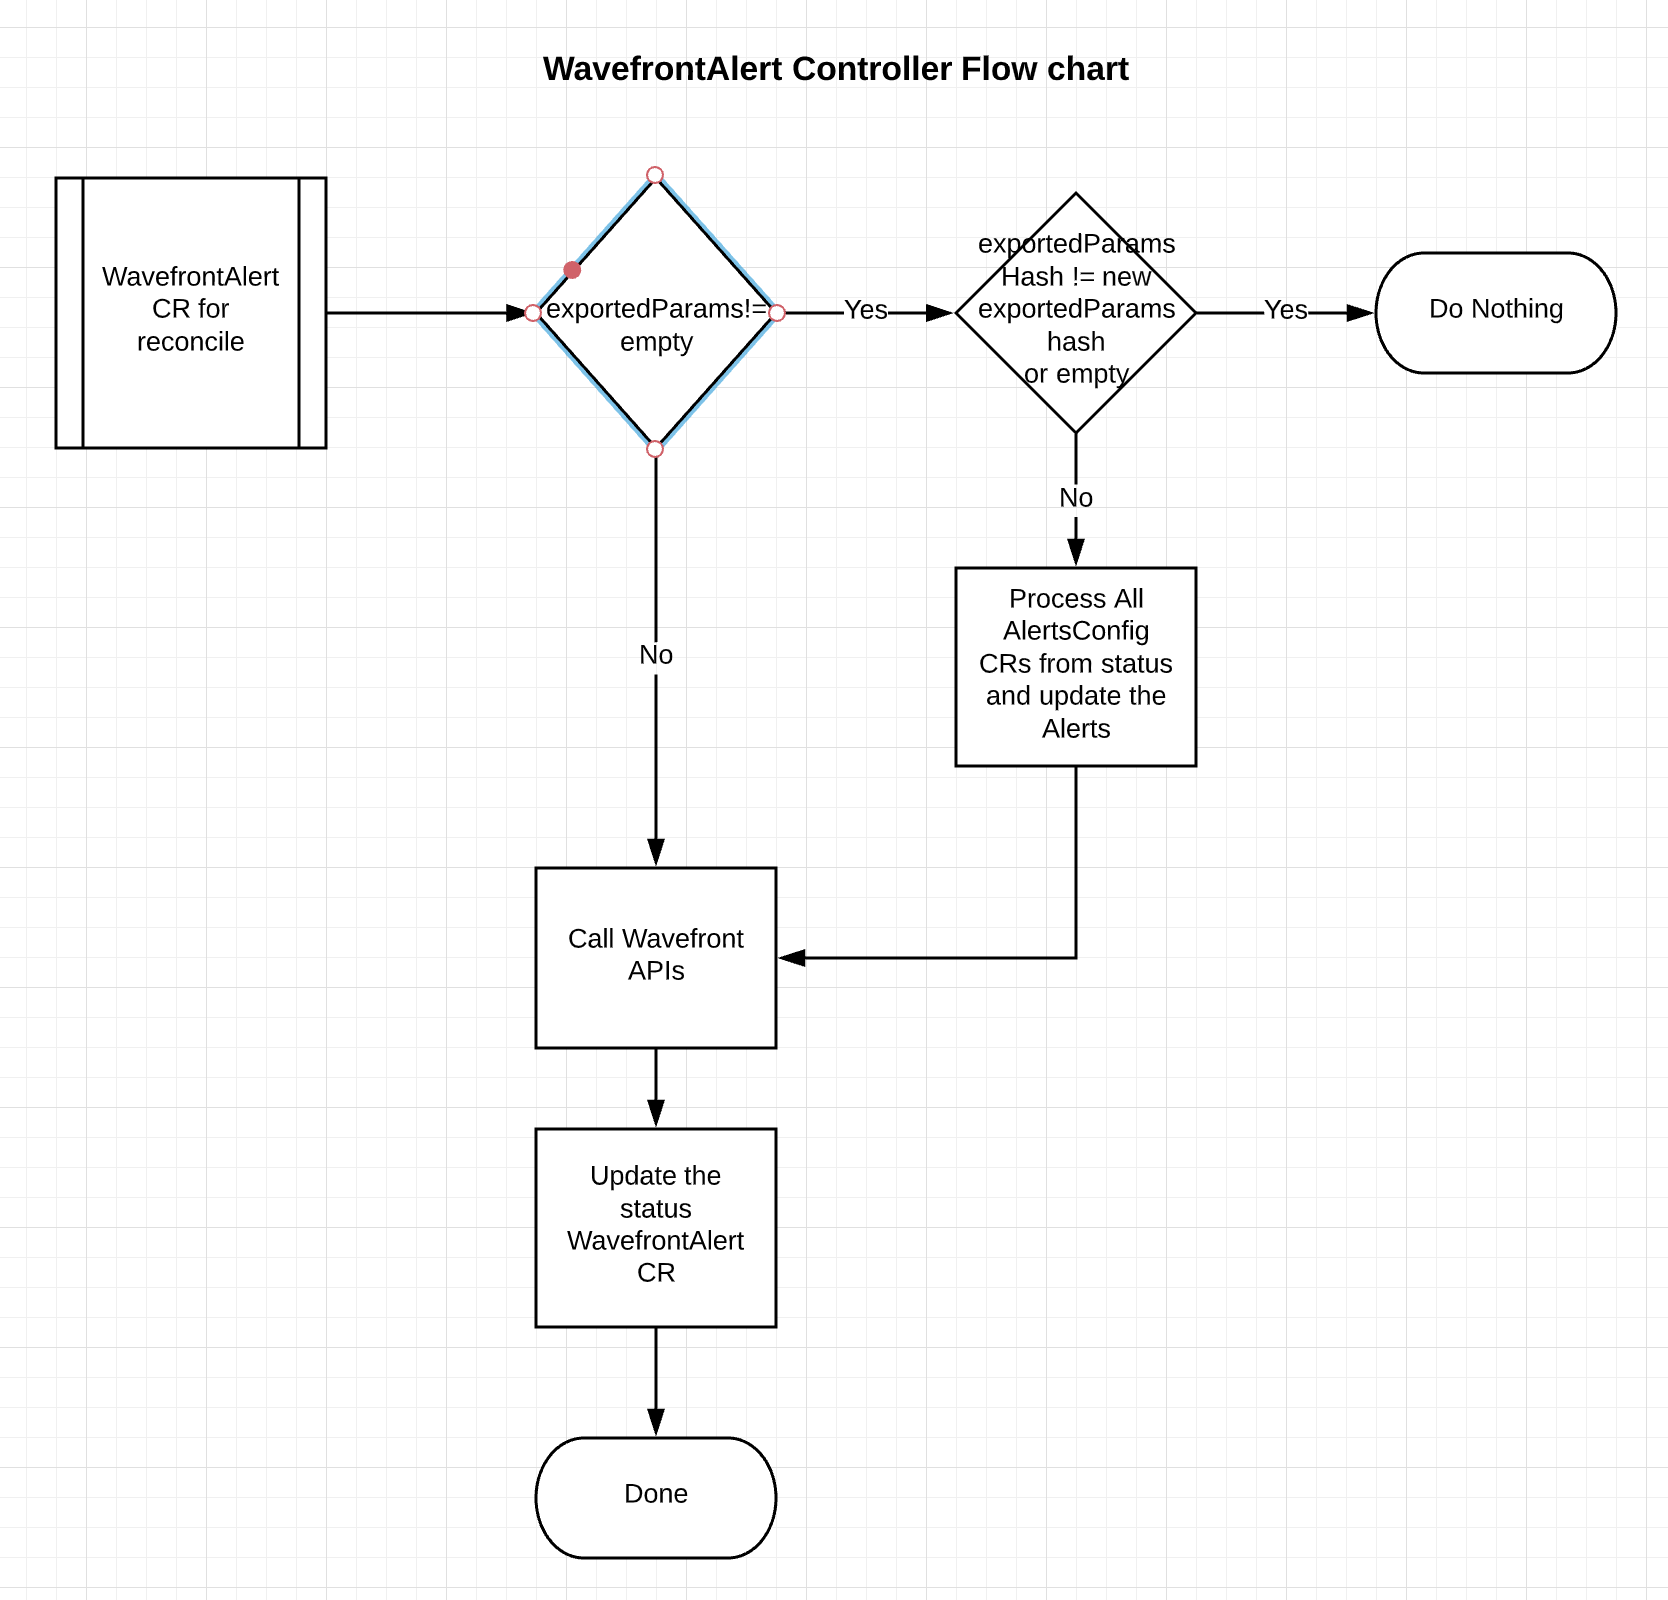 WavefrontAlert Controller Flow chart
WavefrontAlert
CR for
reconcile
exportedParams!=
empty
Yes
exportedParams
Hash != new
exportedParams
hash
or empty
Yes
Do Nothing
No
No
Process All
AlertsConfig
CRs from status
and update the
Alerts
Call Wavefront
APIs
Update the
status
WavefrontAlert
CR
Done